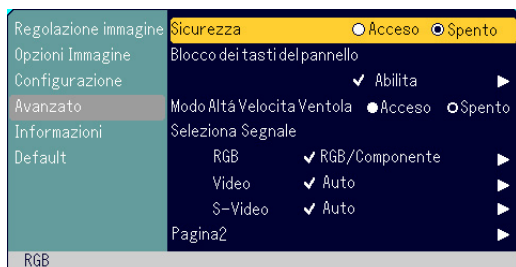 Regolazione immagine
Opzioni Immagine
Configurazione
Avanzato
Informazioni
Default
Sicurezza Acceso Spento
Blocco dei tasti del pannello
Abilita
Modo Altá Velocita Ventola Acceso Spento
Seleziona Segnale
RGB RGB/Componente
Video Auto
S-Video Auto
Pagina2
RGB